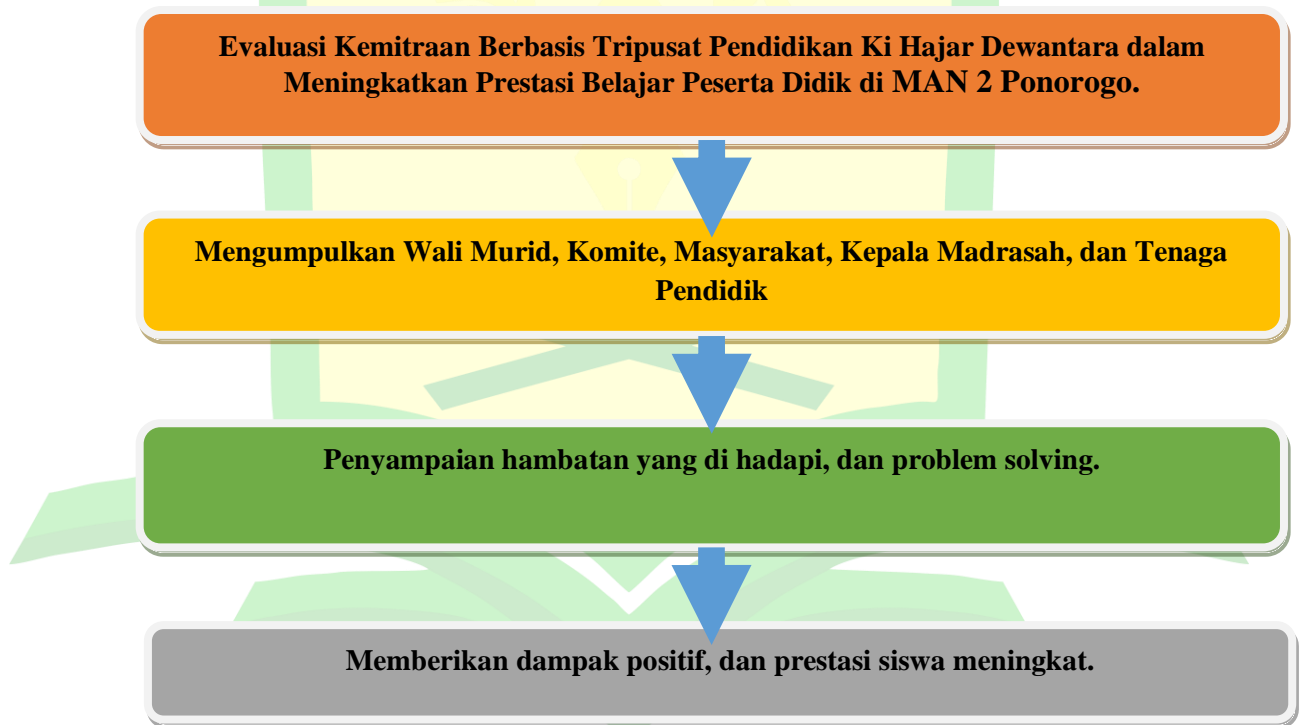 Evaluasi Kemitraan Berbasis Tripusat Pendidikan Ki Hajar Dewantara dalam
Meningkatkan Prestasi Belajar Peserta Didik di MAN 2 Ponorogo.
Mengumpulkan Wali Murid, Komite, Masyarakat, Kepala Madrasah, dan Tenaga
Pendidik
Penyampaian hambatan yang di hadapi, dan problem solving.
Memberikan dampak positif, dan prestasi siswa meningkat.